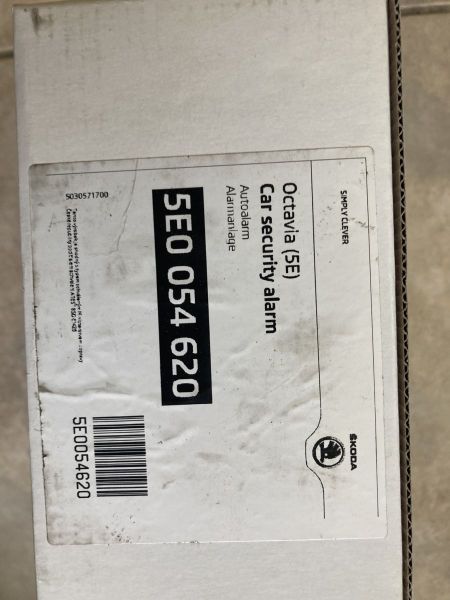 SIMPLY CLEVER
ŠKODA
Octavia (5E)
Car security alarm
Autoalarm
Alarmanlage
5E0 054 620
5030571700
5E0054620